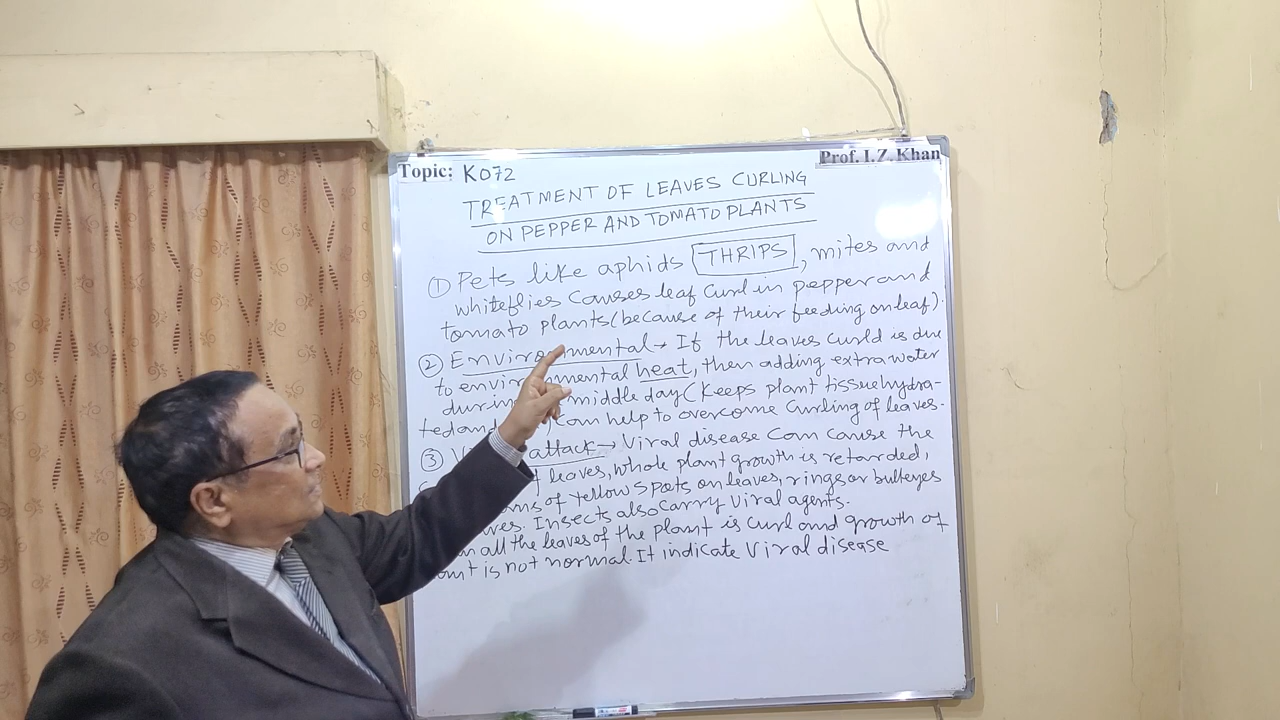 Topic: K072
Prof. I. Z. Khan
TREATMENT OF LEAVES CURLING
ON PEPPER AND TOMATO PLANTS
① Pets like aphids THRIPS, mites and
whiteflies causes leaf curl in pepper and
tomato plants (because of their feeding on leaf).
② Environmental → If the leaves curld is due
to environmental heat, then adding extra water
middle day (Keeps plant tissue hydra-
ted and can help to overcome curling of leaves.
③ attack → Viral disease can cause the
leaves, whole plant growth is retarded,
of yellow spots on leaves, rings or bulleyes
Insects also carry viral agents.
all the leaves of the plant is curl and growth of
is not normal. It indicate viral disease